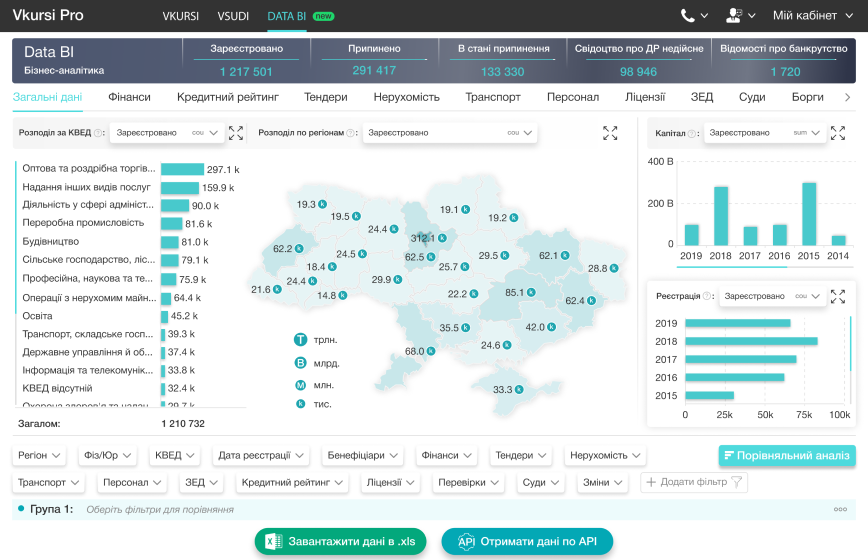 Vkursi Pro VKURSI VSUDI DATA BI new Мій кабінет
Data BI
Бізнес-аналітика
Зареєстровано
1 217 501
Припинено
291 417
В стані припинення
133 330
Свідоцтво про ДР недійсне
98 946
Відомості про банкрутство
1 720
Загальні дані Фінанси Кредитний рейтинг Тендери Нерухомість Транспорт Персонал Ліцензії ЗЕД Суди Борги
Розподіл за КВЕД ?: Зареєстровано cou
Оптова та роздрібна торгів... 297.1 k
Надання інших видів послуг 159.9 k
Діяльність у сфері адмініст... 90.0 k
Переробна промисловість 81.6 k
Будівництво 81.0 k
Сільське господарство, ліс... 79.1 k
Професійна, наукова та те... 75.9 k
Операції з нерухомим майн... 64.4 k
Освіта 45.2 k
Транспорт, складське госп... 39.3 k
Державне управління й об... 37.4 k
Інформація та телекомунік... 33.8 k
КВЕД відсутній 32.4 k
Охорона здоров'я та надан... 29.7 k
Загалом: 1 210 732
Розподіл по регіонам ?: Зареєстровано cou
19.3 k
19.5 k
24.4 k
19.1 k
19.2 k
312.1 k
62.2 k
24.5 k
62.5 k
29.5 k
62.1 k
18.4 k
25.7 k
28.8 k
21.6 k
24.4 k
29.9 k
14.8 k
22.2 k
85.1 k
62.4 k
35.5 k
42.0 k
68.0 k
24.6 k
33.3 k
T трлн.
B млрд.
M млн.
k тис.
Капітал ?: Зареєстровано sum
400 B
200 B
0
2019 2018 2017 2016 2015 2014
Реєстрація ?: Зареєстровано cou
2019
2018
2017
2016
2015
0 25k 50k 75k 100k
Регіон Фіз/Юр КВЕД Дата реєстрації Бенефіціари Фінанси Тендери Нерухомість Порівняльний аналіз
Транспорт Персонал ЗЕД Кредитний рейтинг Ліцензії Перевірки Суди Зміни + Додати фільтр
Група 1: Оберіть фільтри для порівняння
Завантажити дані в .xls API Отримати дані по API